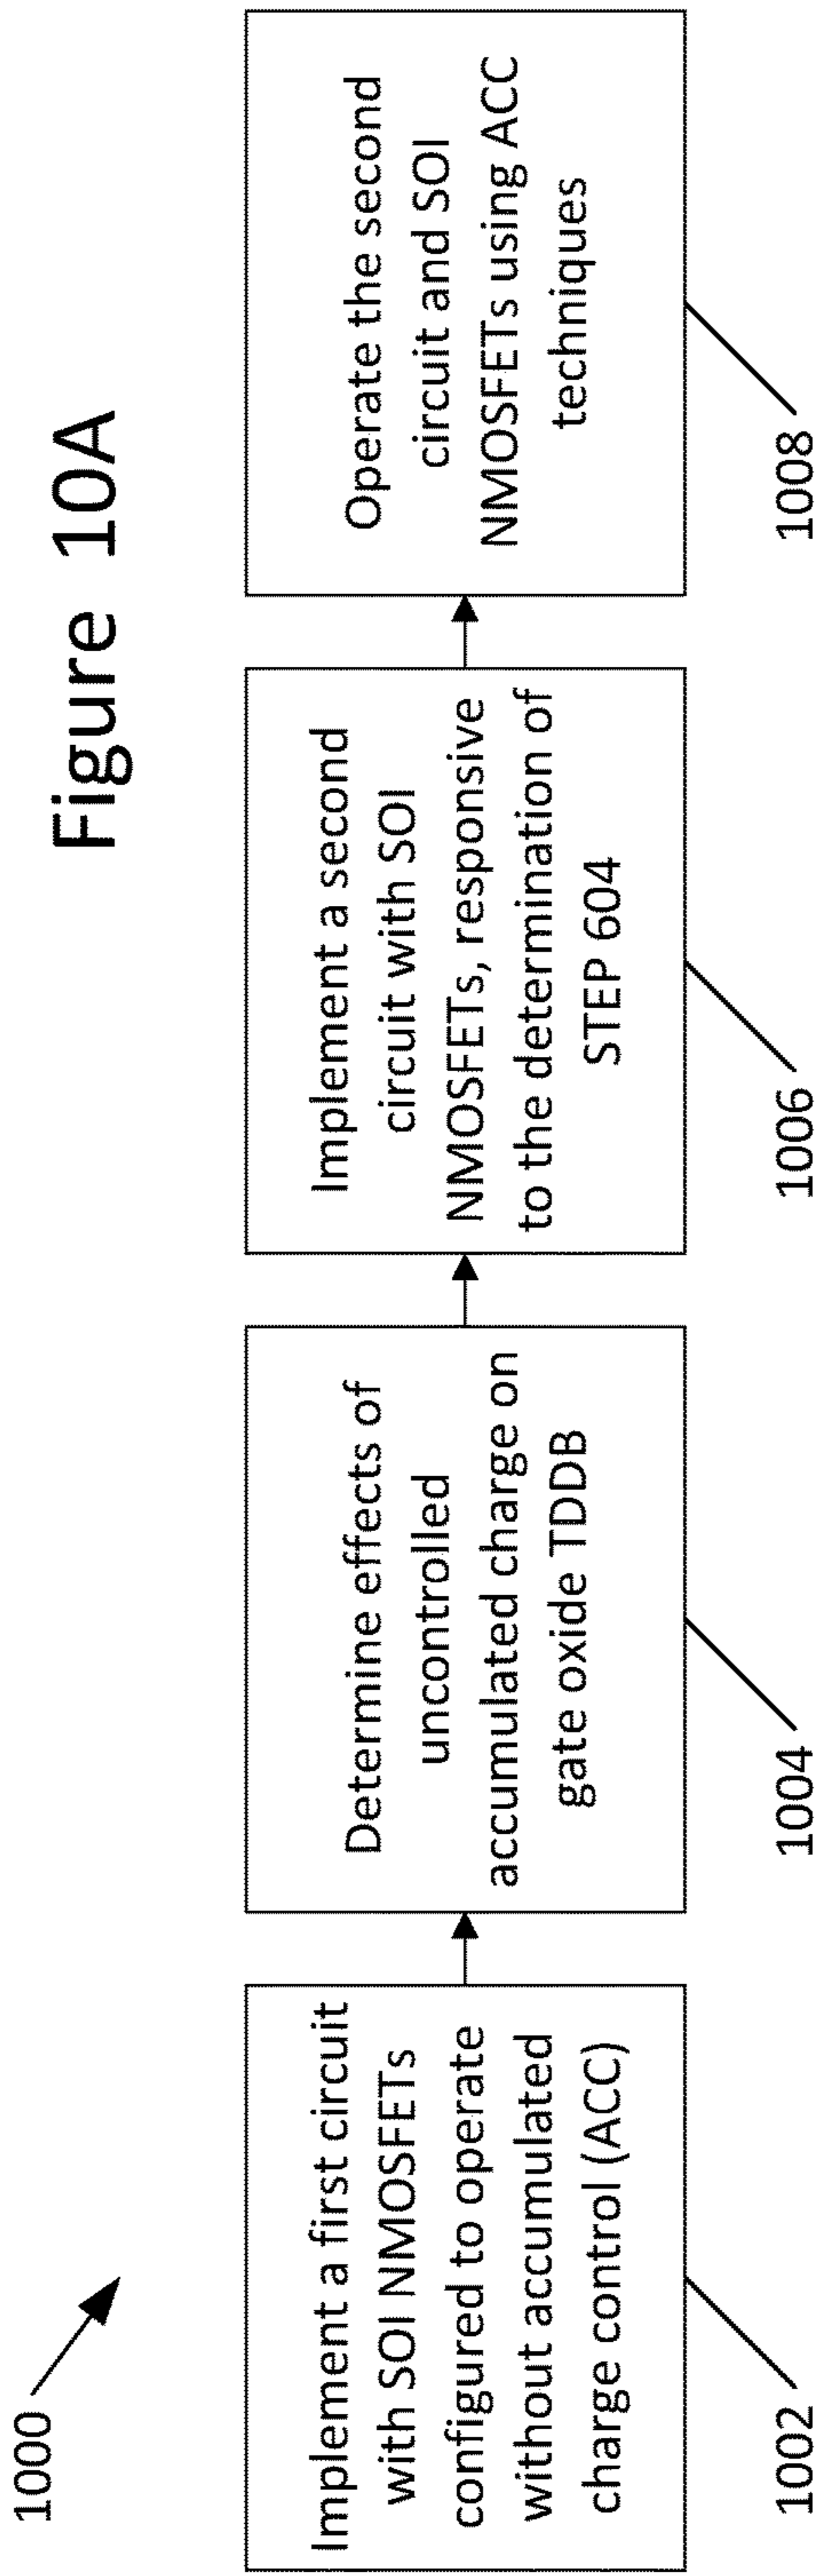 Figure 10A
1000
Implement a first circuit
with SOI NMOSFETs
configured to operate
without accumulated
charge control (ACC)
1002
Determine effects of
uncontrolled
accumulated charge on
gate oxide TDDB
1004
Implement a second
circuit with SOI
NMOSFETs, responsive
to the determination of
STEP 604
1006
Operate the second
circuit and SOI
NMOSFETs using ACC
techniques
1008